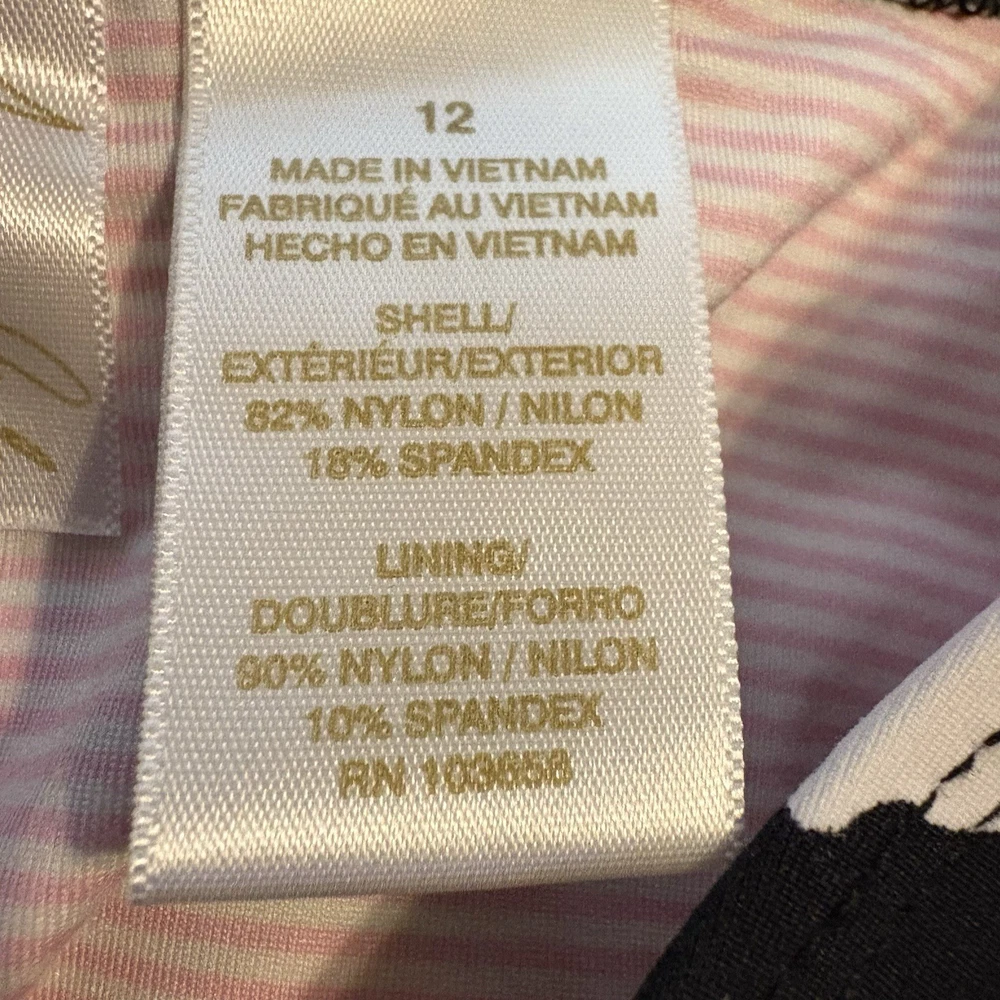 12
MADE IN VIETNAM
FABRIQUÉ AU VIETNAM
HECHO EN VIETNAM
SHELL/
EXTÉRIÉUR/EXTERIOR
82% NYLON / NILON
18% SPANDEX
LINING/
DOUBLURE/FORRO
90% NYLON / NILON
10% SPANDEX
RN 103658